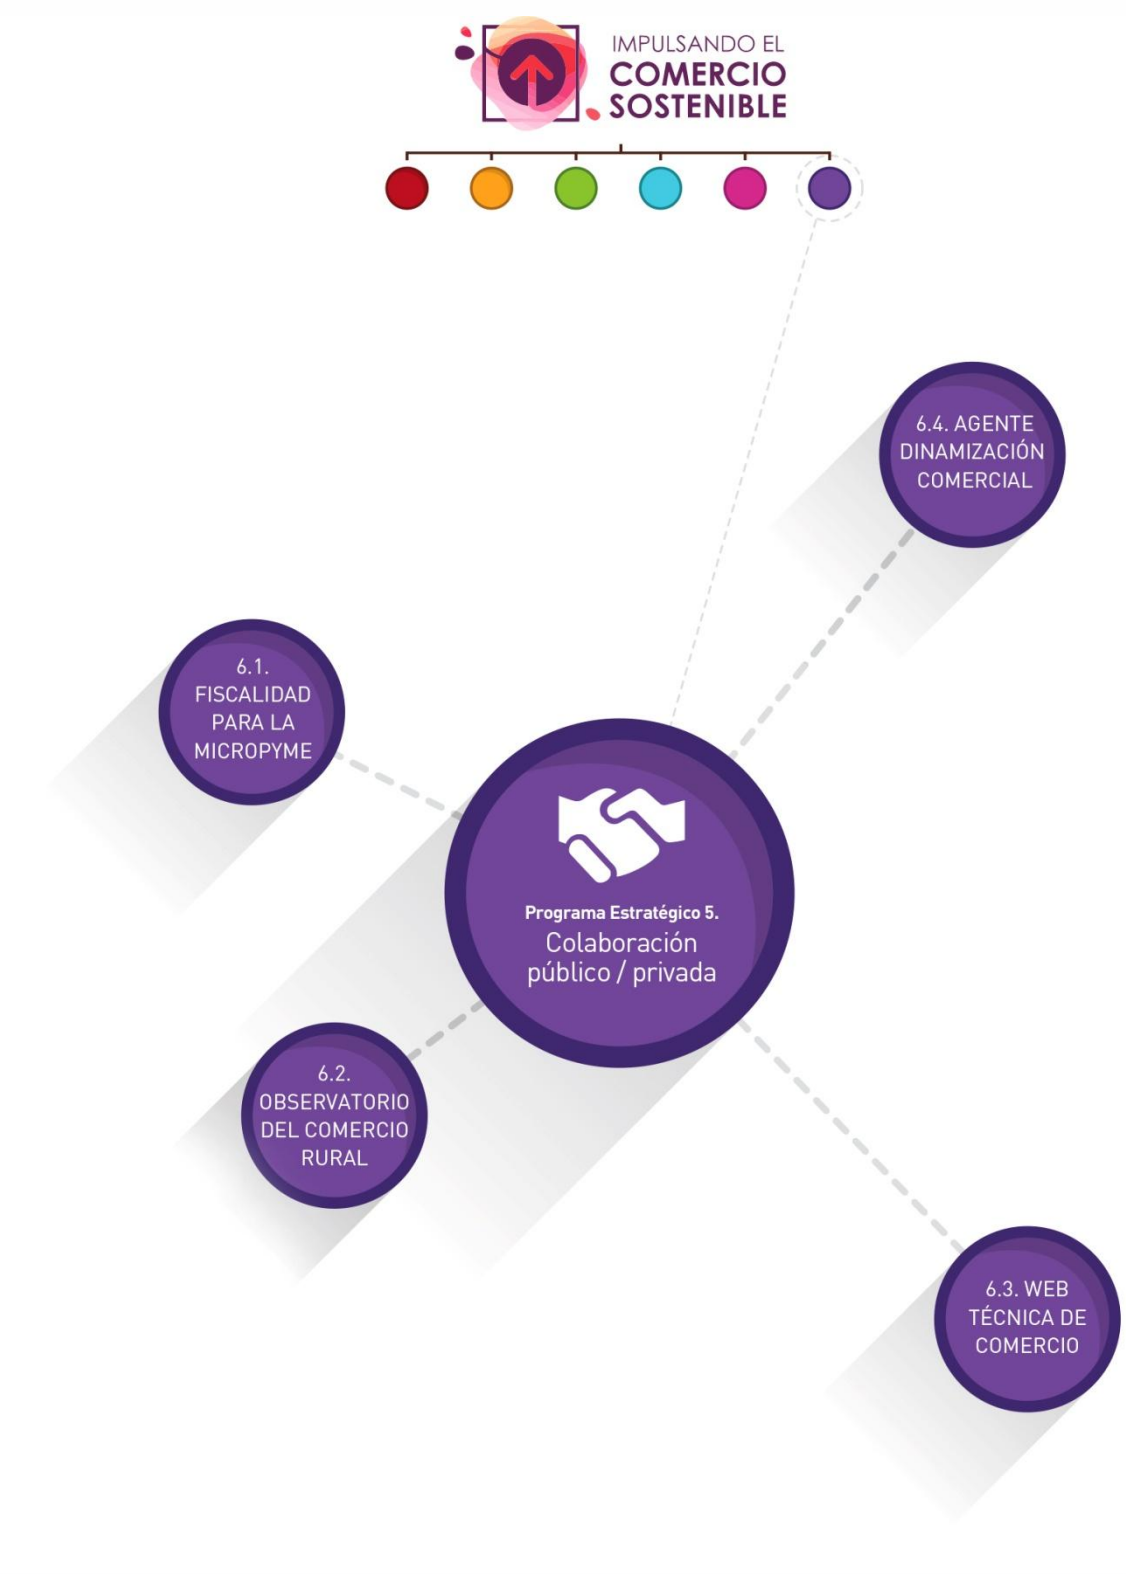 IMPULSANDO EL
COMERCIO
SOSTENIBLE
6.4. AGENTE
DINAMIZACIÓN
COMERCIAL
6.1.
FISCALIDAD
PARA LA
MICROPYME
Programa Estratégico 5.
Colaboración
público / privada
6.2.
OBSERVATORIO
DEL COMERCIO
RURAL
6.3. WEB
TÉCNICA DE
COMERCIO